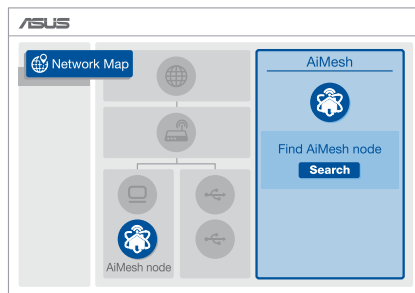 ASUS
Network Map
AiMesh
Find AiMesh node
Search
AiMesh node